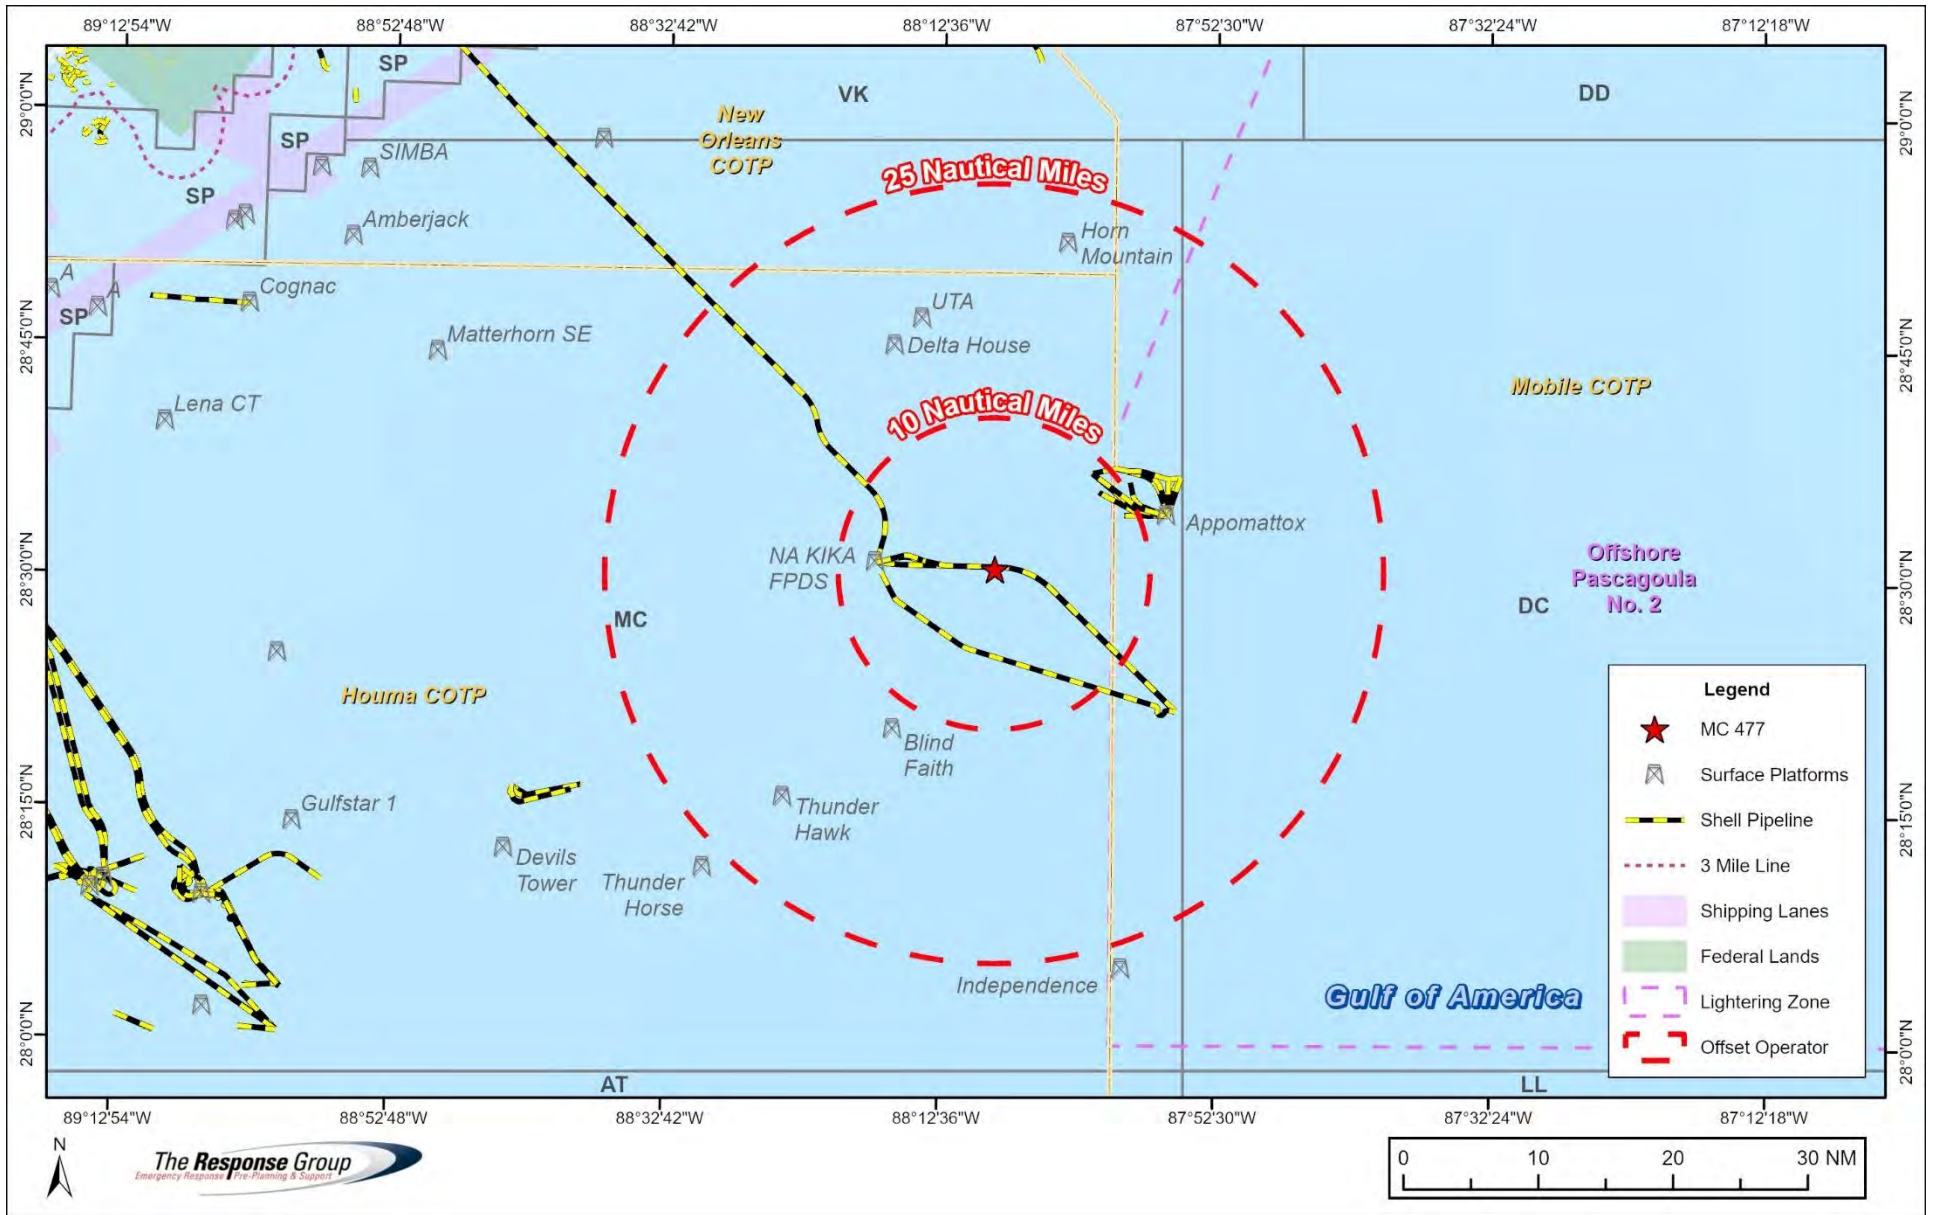 89°12'54"W
88°52'48"W
88°32'42"W
88°12'36"W
87°52'30"W
87°32'24"W
87°12'18"W
SP
VK
DD
29°0'0"N
29°0'0"N
New
Orleans
COTP
SP
SIMBA
25 Nautical Miles
SP
Amberjack
Horn
Mountain
A
A
Cognac
UTA
SP
Matterhorn SE
Delta House
28°45'0"N
28°45'0"N
Mobile COTP
Lena CT
10 Nautical Miles
Appomattox
NA KIKA
FPDS
28°30'0"N
28°30'0"N
Offshore
Pascagoula
No. 2
MC
DC
Houma COTP
Blind
Faith
Gulfstar 1
Thunder
Hawk
28°15'0"N
28°15'0"N
Devils
Tower
Thunder
Horse
Independence
Gulf of America
28°0'0"N
28°0'0"N
AT
LL
Legend
MC 477
Surface Platforms
Shell Pipeline
3 Mile Line
Shipping Lanes
Federal Lands
Lightering Zone
Offset Operator
89°12'54"W
88°52'48"W
88°32'42"W
88°12'36"W
87°52'30"W
87°32'24"W
87°12'18"W
N
The Response Group
Emergency Response Pre-Planning & Support
0
10
20
30 NM